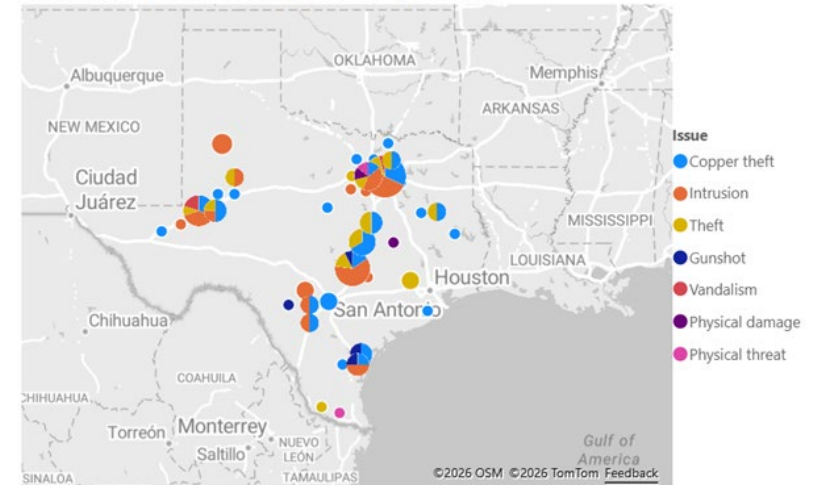 OKLAHOMA
Memphis
Albuquerque
ARKANSAS
NEW MEXICO
Issue
Copper theft
Ciudad
Juárez
Intrusion
MISSISSIPPI
Theft
LOUISIANA
Gunshot
Houston
Vandalism
San Antonio
Chihuahua
Physical damage
Physical threat
COAHUILA
CHIHUAHUA
Monterrey
Torreón
NUEVO
LEÓN
Saltillo
Gulf of
America
SINALOA
TAMAULIPAS
©2026 OSM ©2026 TomTom Feedback